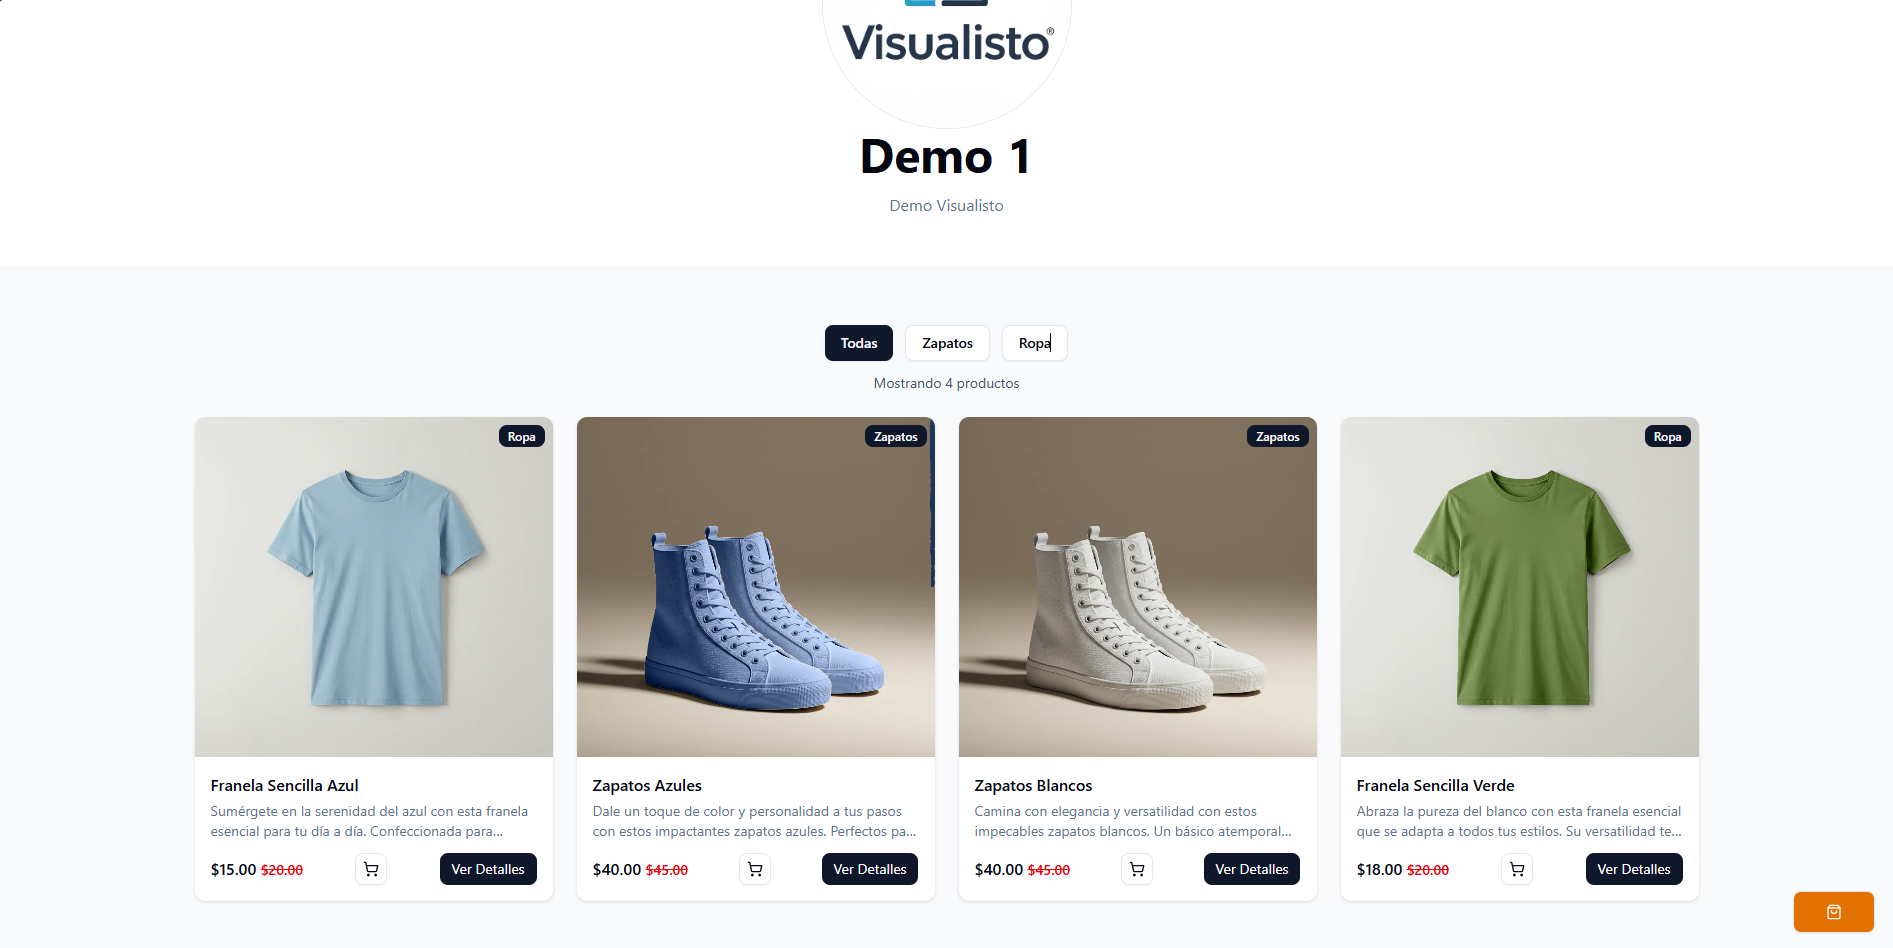 Visualisto®
Demo 1
Demo Visualisto
Todas
Zapatos
Ropa
Mostrando 4 productos
Ropa
Zapatos
Zapatos
Ropa
Franela Sencilla Azul
Sumérgete en la serenidad del azul con esta franela
esencial para tu día a día. Confeccionada para...
$15.00 $20.00
Ver Detalles
Zapatos Azules
Dale un toque de color y personalidad a tus pasos
con estos impactantes zapatos azules. Perfectos pa...
$40.00 $45.00
Ver Detalles
Zapatos Blancos
Camina con elegancia y versatilidad con estos
impecables zapatos blancos. Un básico atemporal...
$40.00 $45.00
Ver Detalles
Franela Sencilla Verde
Abraza la pureza del blanco con esta franela esencial
que se adapta a todos tus estilos. Su versatilidad te...
$18.00 $20.00
Ver Detalles